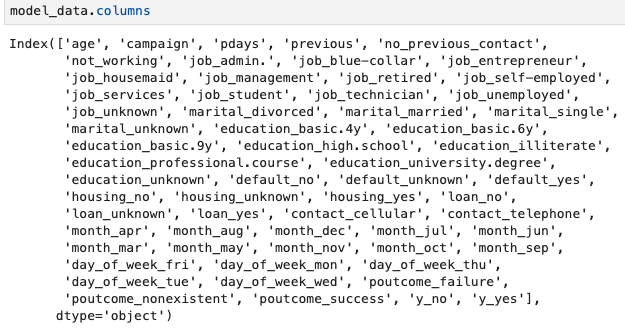 model_data.columns
Index(['age', 'campaign', 'pdays', 'previous', 'no_previous_contact',
'not_working', 'job_admin.', 'job_blue-collar', 'job_entrepreneur',
'job_housemaid', 'job_management', 'job_retired', 'job_self-employed',
'job_services', 'job_student', 'job_technician', 'job_unemployed',
'job_unknown', 'marital_divorced', 'marital_married', 'marital_single',
'marital_unknown', 'education_basic.4y', 'education_basic.6y',
'education_basic.9y', 'education_high.school', 'education_illiterate',
'education_professional.course', 'education_university.degree',
'education_unknown', 'default_no', 'default_unknown', 'default_yes',
'housing_no', 'housing_unknown', 'housing_yes', 'loan_no',
'loan_unknown', 'loan_yes', 'contact_cellular', 'contact_telephone',
'month_apr', 'month_aug', 'month_dec', 'month_jul', 'month_jun',
'month_mar', 'month_may', 'month_nov', 'month_oct', 'month_sep',
'day_of_week_fri', 'day_of_week_mon', 'day_of_week_thu',
'day_of_week_tue', 'day_of_week_wed', 'poutcome_failure',
'poutcome_nonexistent', 'poutcome_success', 'y_no', 'y_yes'],
dtype='object')